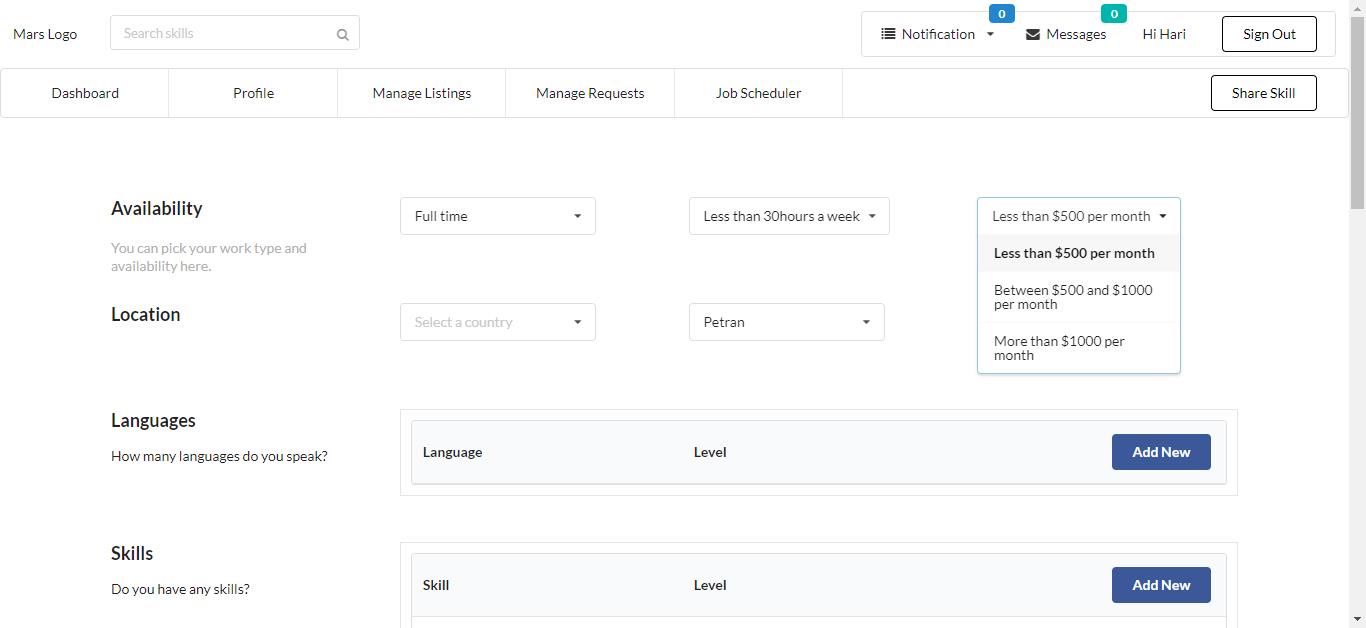 Mars Logo
Search skills
0
0
Notification
Messages
Hi Hari
Sign Out
Dashboard
Profile
Manage Listings
Manage Requests
Job Scheduler
Share Skill
Availability
You can pick your work type and
availability here.
Full time
Less than 30hours a week
Less than $500 per month
Less than $500 per month
Between $500 and $1000
per month
More than $1000 per
month
Location
Select a country
Petran
Languages
How many languages do you speak?
Language
Level
Add New
Skills
Do you have any skills?
Skill
Level
Add New